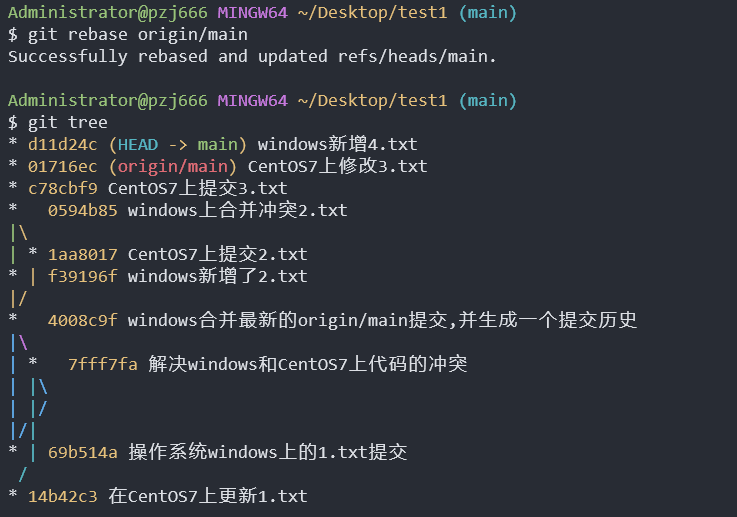 Administrator@pzj666 MINGW64 ~/Desktop/test1 (main)
$ git rebase origin/main
Successfully rebased and updated refs/heads/main.

Administrator@pzj666 MINGW64 ~/Desktop/test1 (main)
$ git tree
* d11d24c (HEAD -> main) windows新增4.txt
* 01716ec (origin/main) CentOS7上修改3.txt
* c78cbf9 CentOS7上提交3.txt
*   0594b85 windows上合并冲突2.txt
|\
| * 1aa8017 CentOS7上提交2.txt
* | f39196f windows新增了2.txt
|/
*   4008c9f windows合并最新的origin/main提交,并生成一个提交历史
|\
| *   7fff7fa 解决windows和CentOS7上代码的冲突
| |\
| |/
|/|
* | 69b514a 操作系统windows上的1.txt提交
 /
* 14b42c3 在CentOS7上更新1.txt